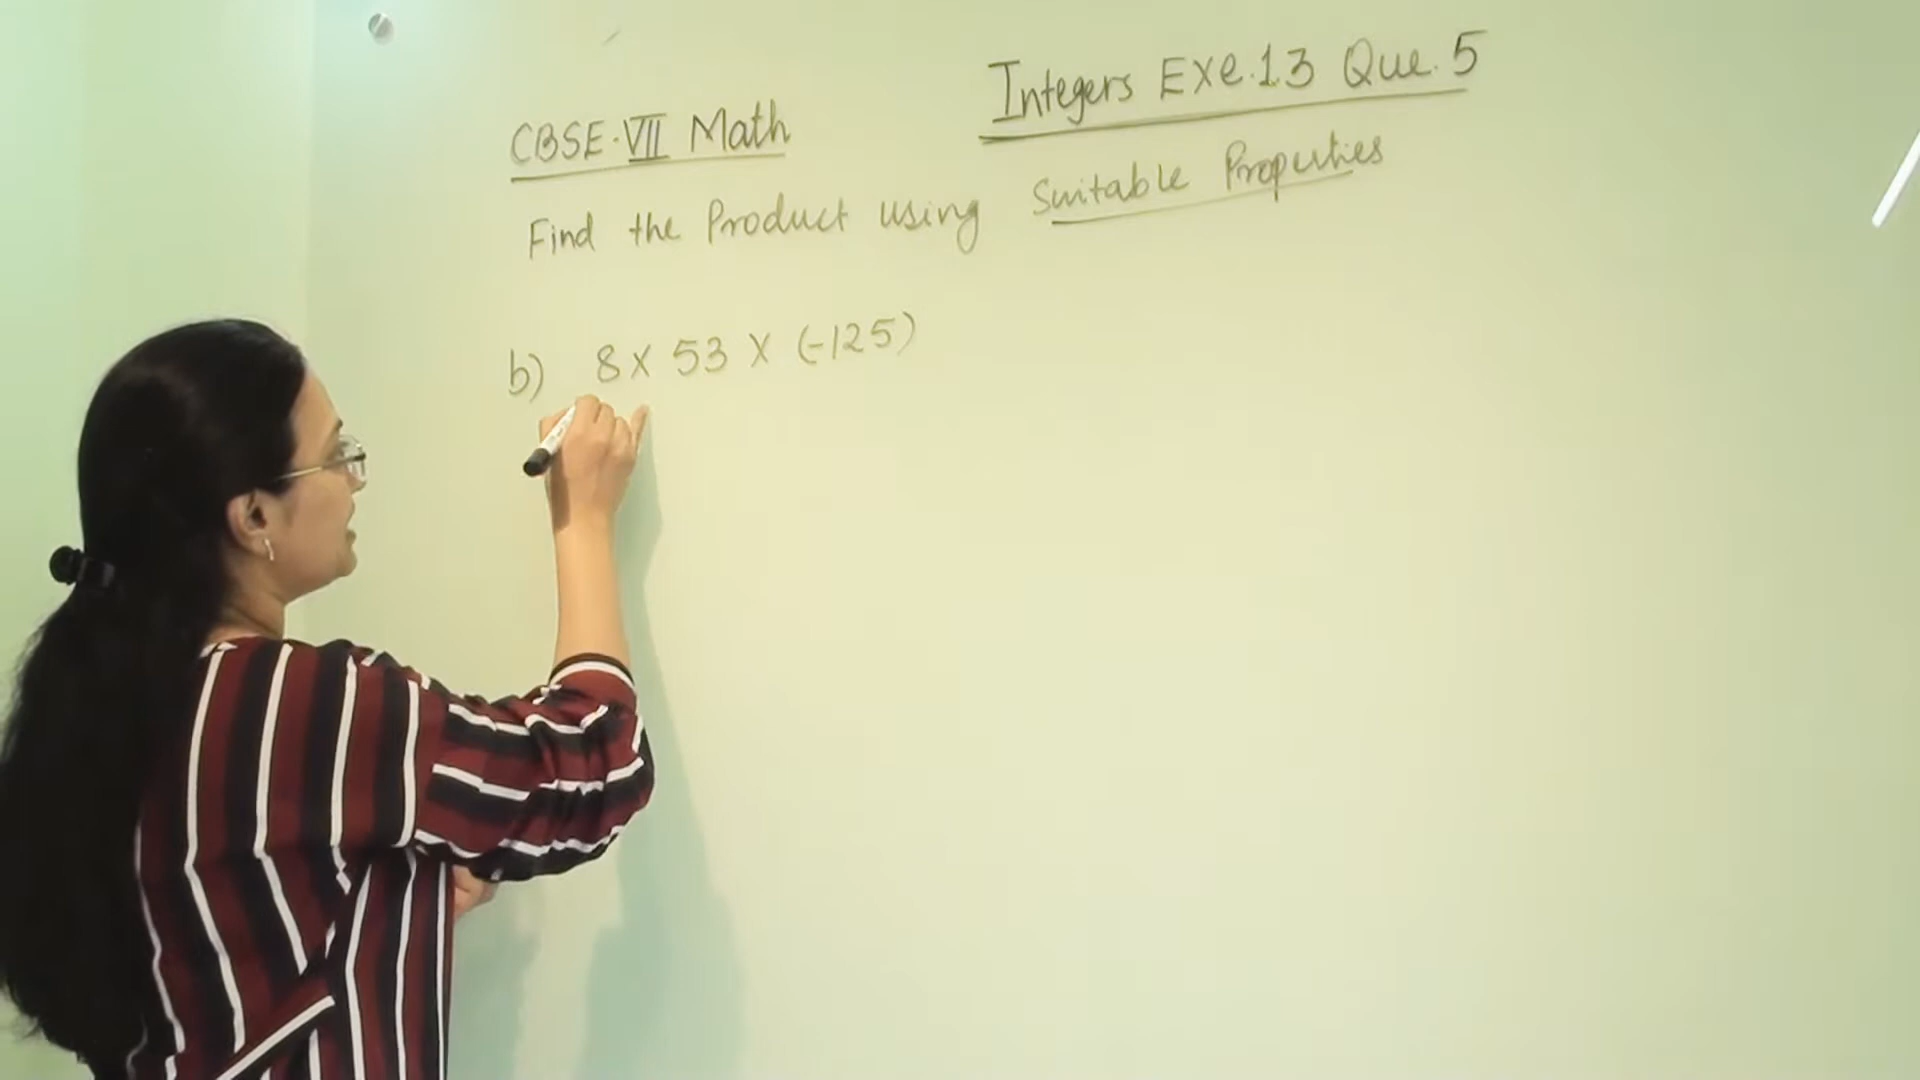 Integers Exe.1.3 Que.5
CBSE.VII Math
Find the Product using Suitable Properties
b) 8 x 53 x (-125)